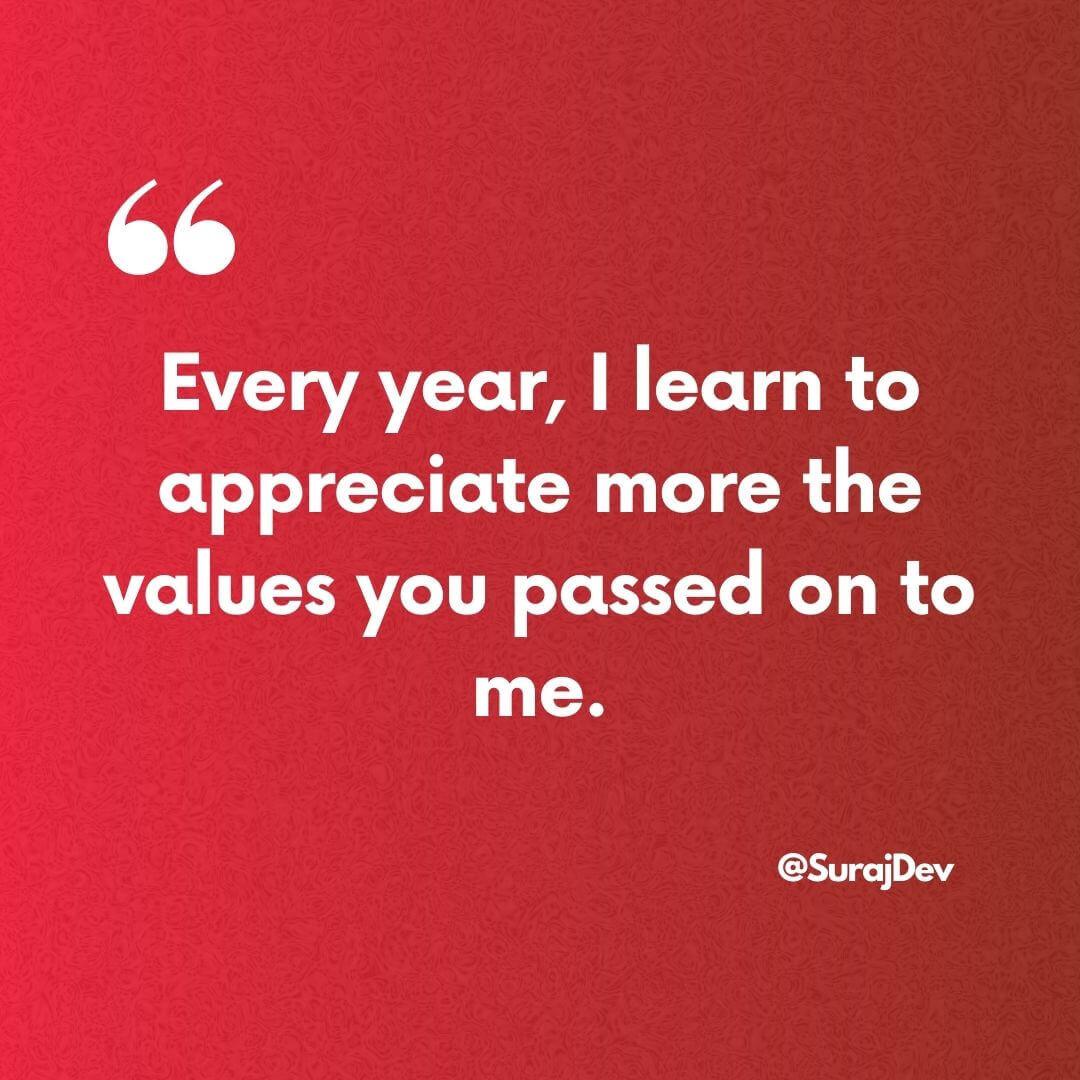 “
Every year, I learn to
appreciate more the
values you passed on to
me.
@SurajDev